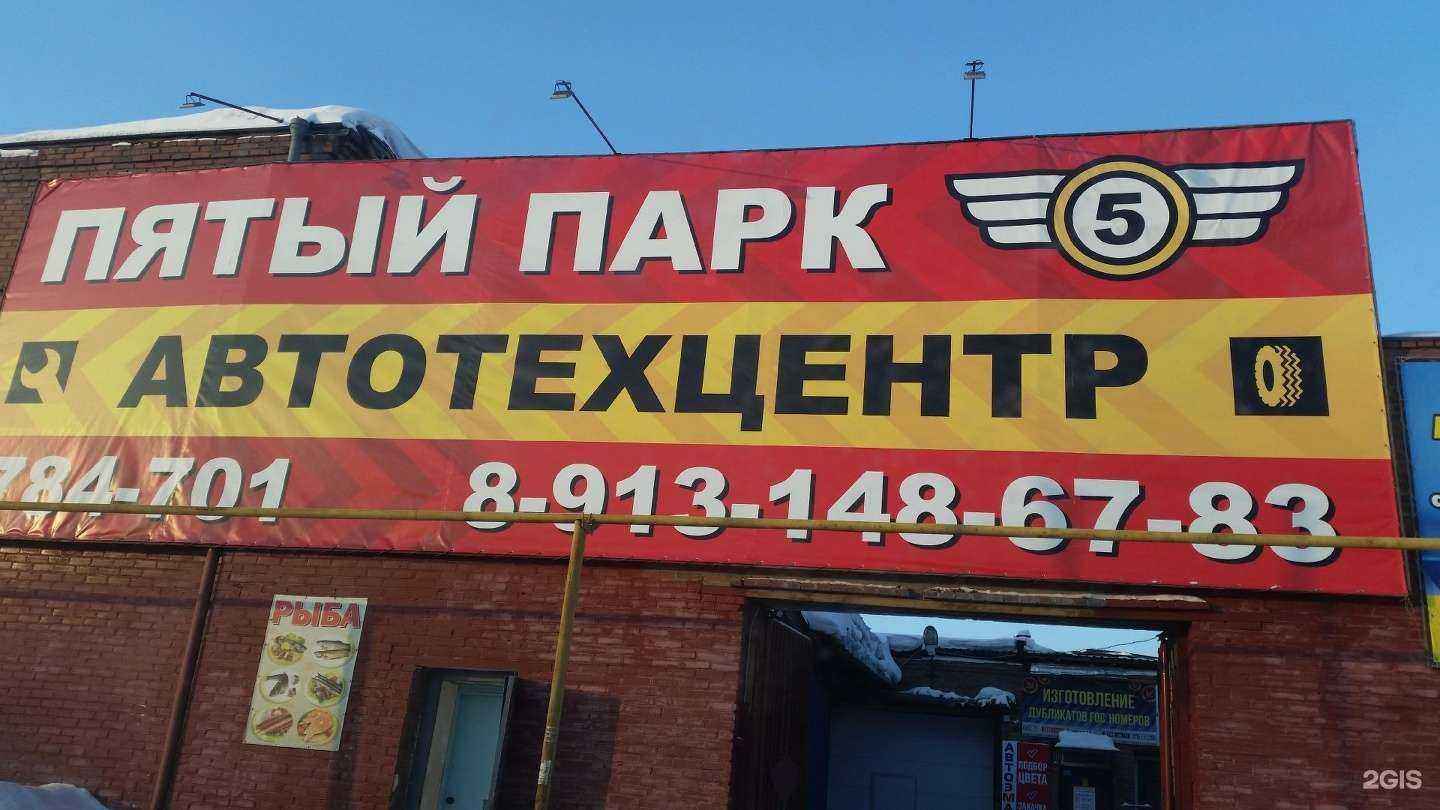 ПЯТЫЙ ПАРК
5
АВТОТЕХЦЕНТР
784-701 8-913-148-67-83
РЫБА
ИЗГОТОВЛЕНИЕ
ДУБЛИКАТОВ ГОС НОМЕРОВ
ПОДБОР
ЦВЕТА
ЗАКАЧКА
2GIS